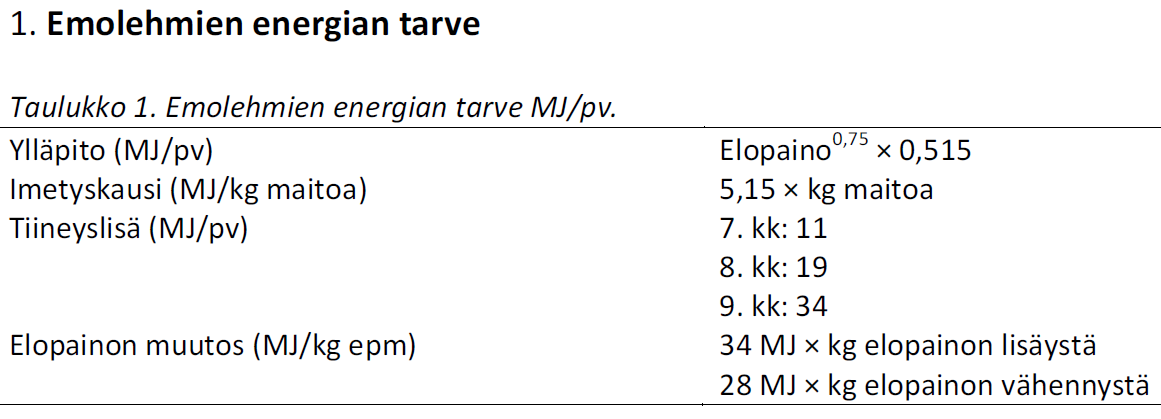 1. Emolehmien energian tarve
Taulukko 1. Emolehmien energian tarve MJ/pv.
Ylläpito (MJ/pv) Elopaino^0,75 × 0,515
Imetyskausi (MJ/kg maitoa) 5,15 × kg maitoa
Tiineyslisä (MJ/pv) 7. kk: 11
8. kk: 19
9. kk: 34
Elopainon muutos (MJ/kg epm) 34 MJ × kg elopainon lisäystä
28 MJ × kg elopainon vähennystä